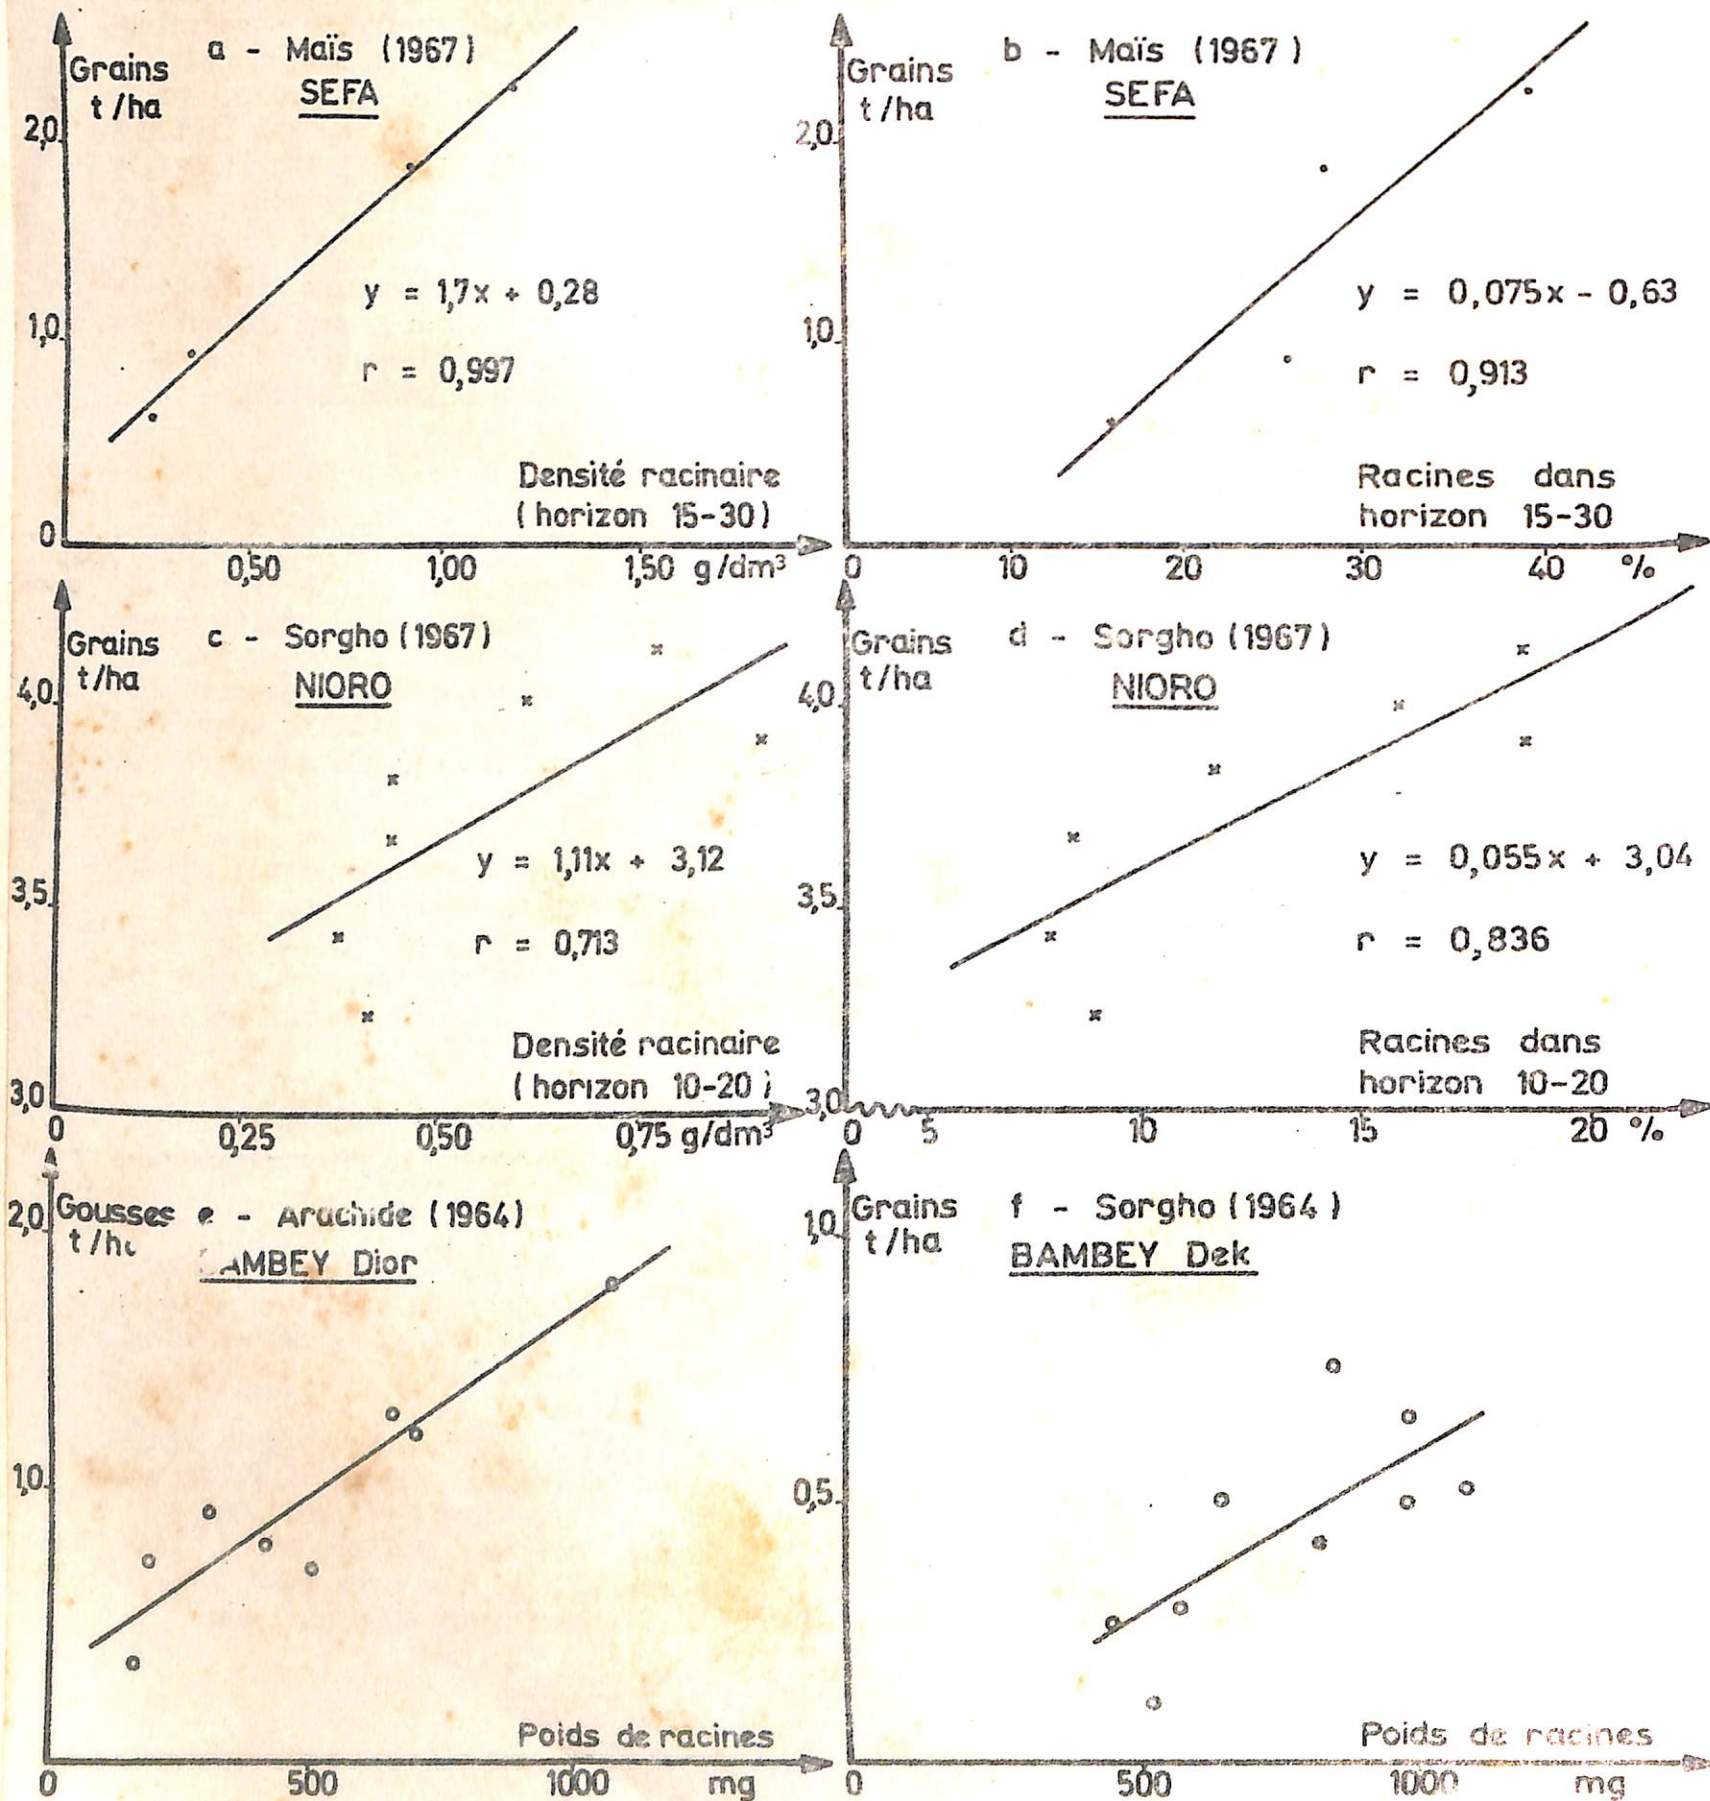 Grains
t/ha
a - Maïs (1967)
SEFA
2,0
1,0
0
y = 1,7x + 0,28
r = 0,997
Densité racinaire
(horizon 15-30)
0,50 1,00 1,50 g/dm³
Grains
t/ha
b - Maïs (1967)
SEFA
2,0
1,0
y = 0,075x - 0,63
r = 0,913
Racines dans
horizon 15-30
0 10 20 30 40 %
Grains
t/ha
c - Sorgho (1967)
NIORO
4,0
3,5
3,0
y = 1,11x + 3,12
r = 0,713
Densité racinaire
(horizon 10-20)
0 0,25 0,50 0,75 g/dm³
Grains
t/ha
d - Sorgho (1967)
NIORO
4,0
3,5
3,0
y = 0,055x + 3,04
r = 0,836
Racines dans
horizon 10-20
0 5 10 15 20 %
Gousses
e - Arachide (1964)
AMBEY Dior
2,0
1,0
Poids de racines
0 500 1000 mg
Grains
t/ha
f - Sorgho (1964)
BAMBEY Dek
1,0
0,5
Poids de racines
0 500 1000 mg